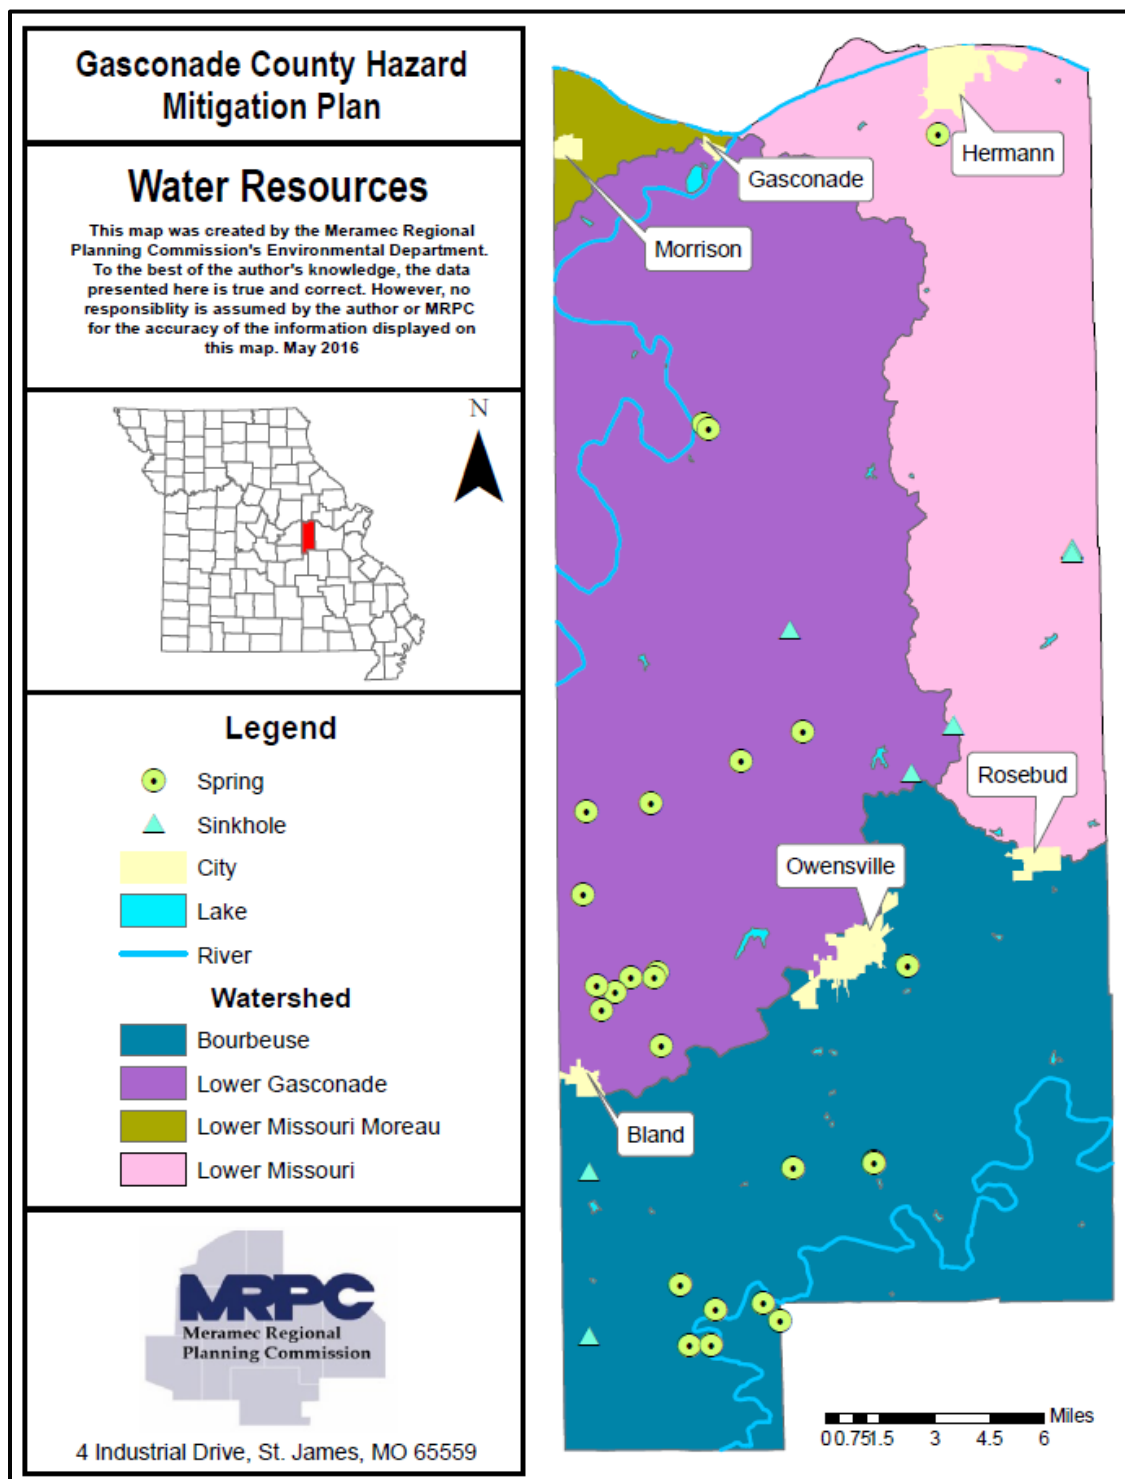 Gasconade County Hazard
Mitigation Plan
Water Resources
This map was created by the Meramec Regional
Planning Commission's Environmental Department.
To the best of the author's knowledge, the data
presented here is true and correct. However, no
responsiblity is assumed by the author or MRPC
for the accuracy of the information displayed on
this map. May 2016
N
Legend
Spring
Sinkhole
City
Lake
River
Watershed
Bourbeuse
Lower Gasconade
Lower Missouri Moreau
Lower Missouri
MRPC
Meramec Regional
Planning Commission
4 Industrial Drive, St. James, MO 65559
Hermann
Gasconade
Morrison
Rosebud
Owensville
Bland
Miles
0 0.75 1.5 3 4.5 6